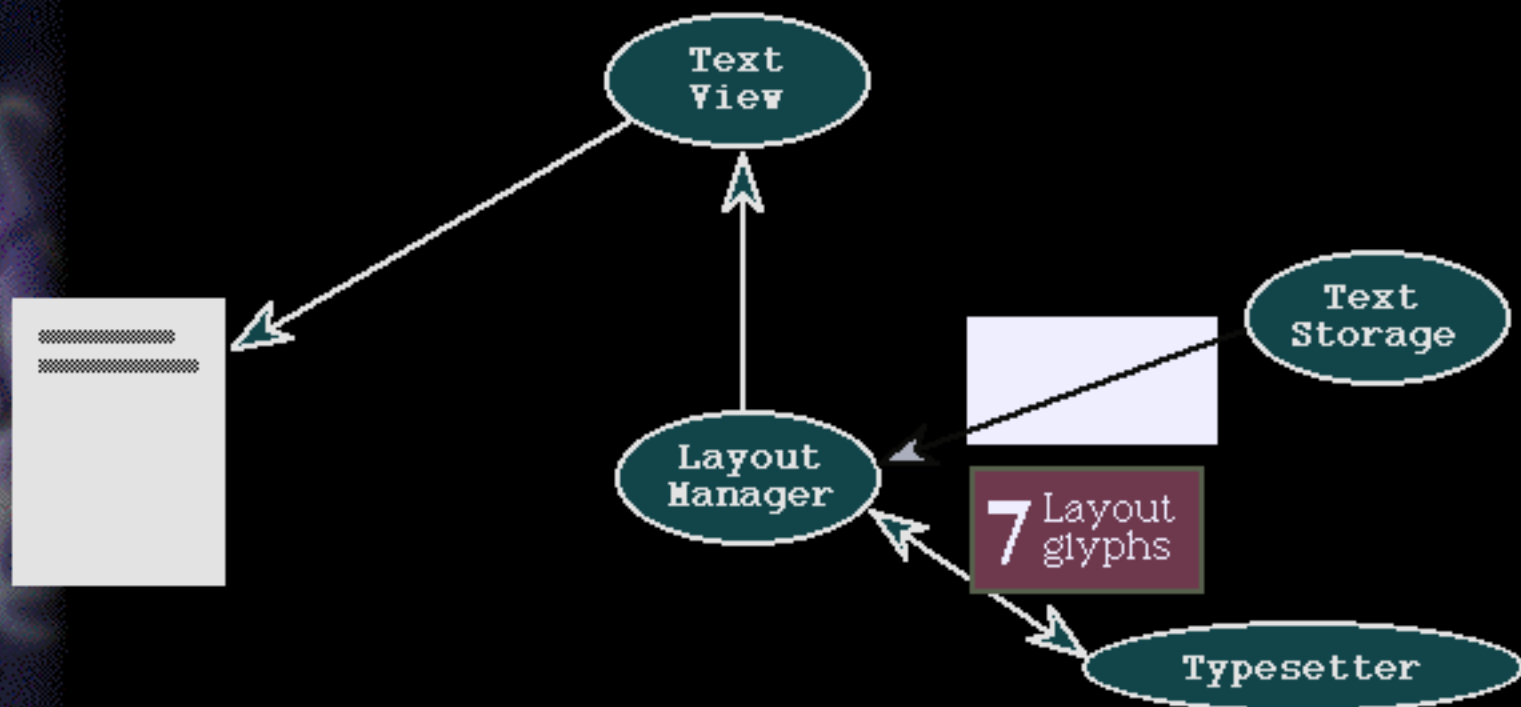 Text
View
Text
Storage
Layout
Manager
7 Layout
glyphs
Typesetter